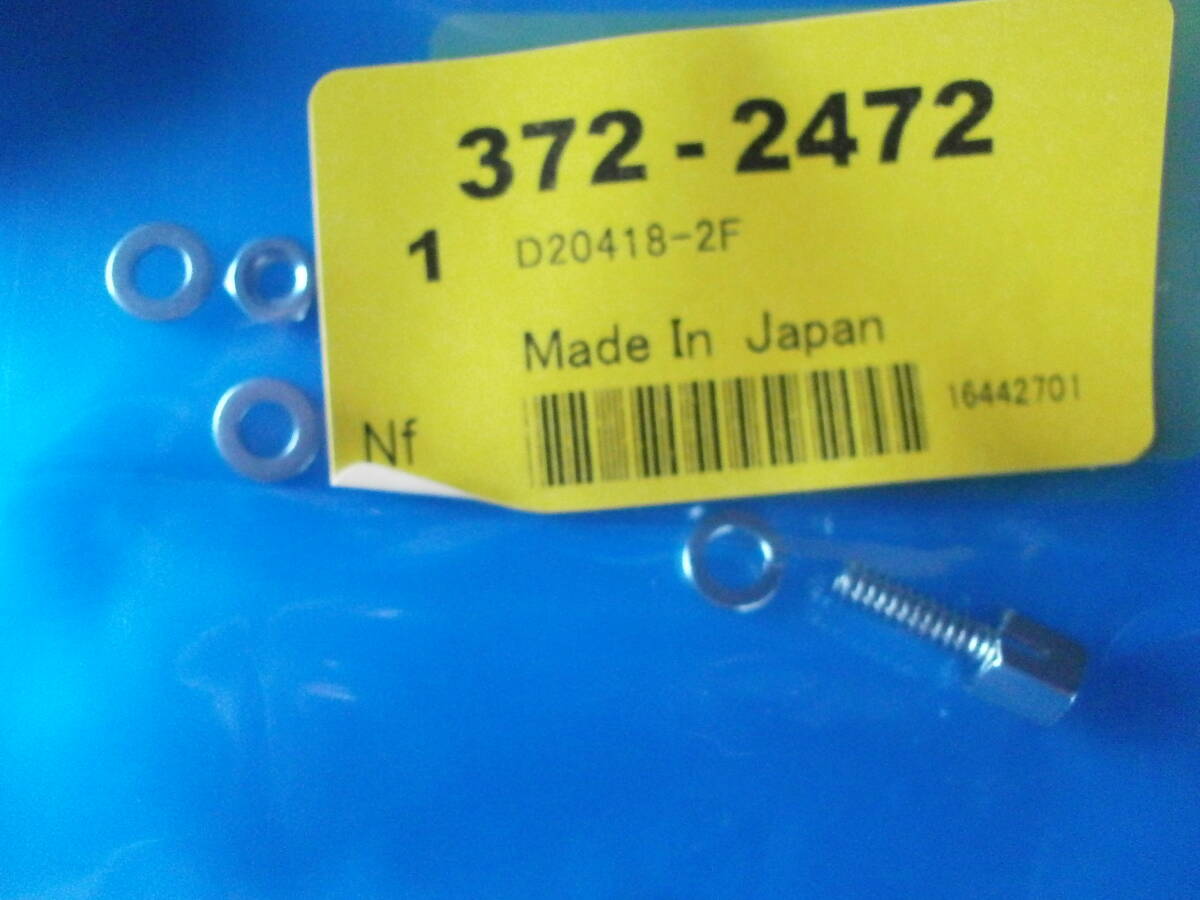 372-2472
1 D20418-2F
Made In Japan
Nf 16442701